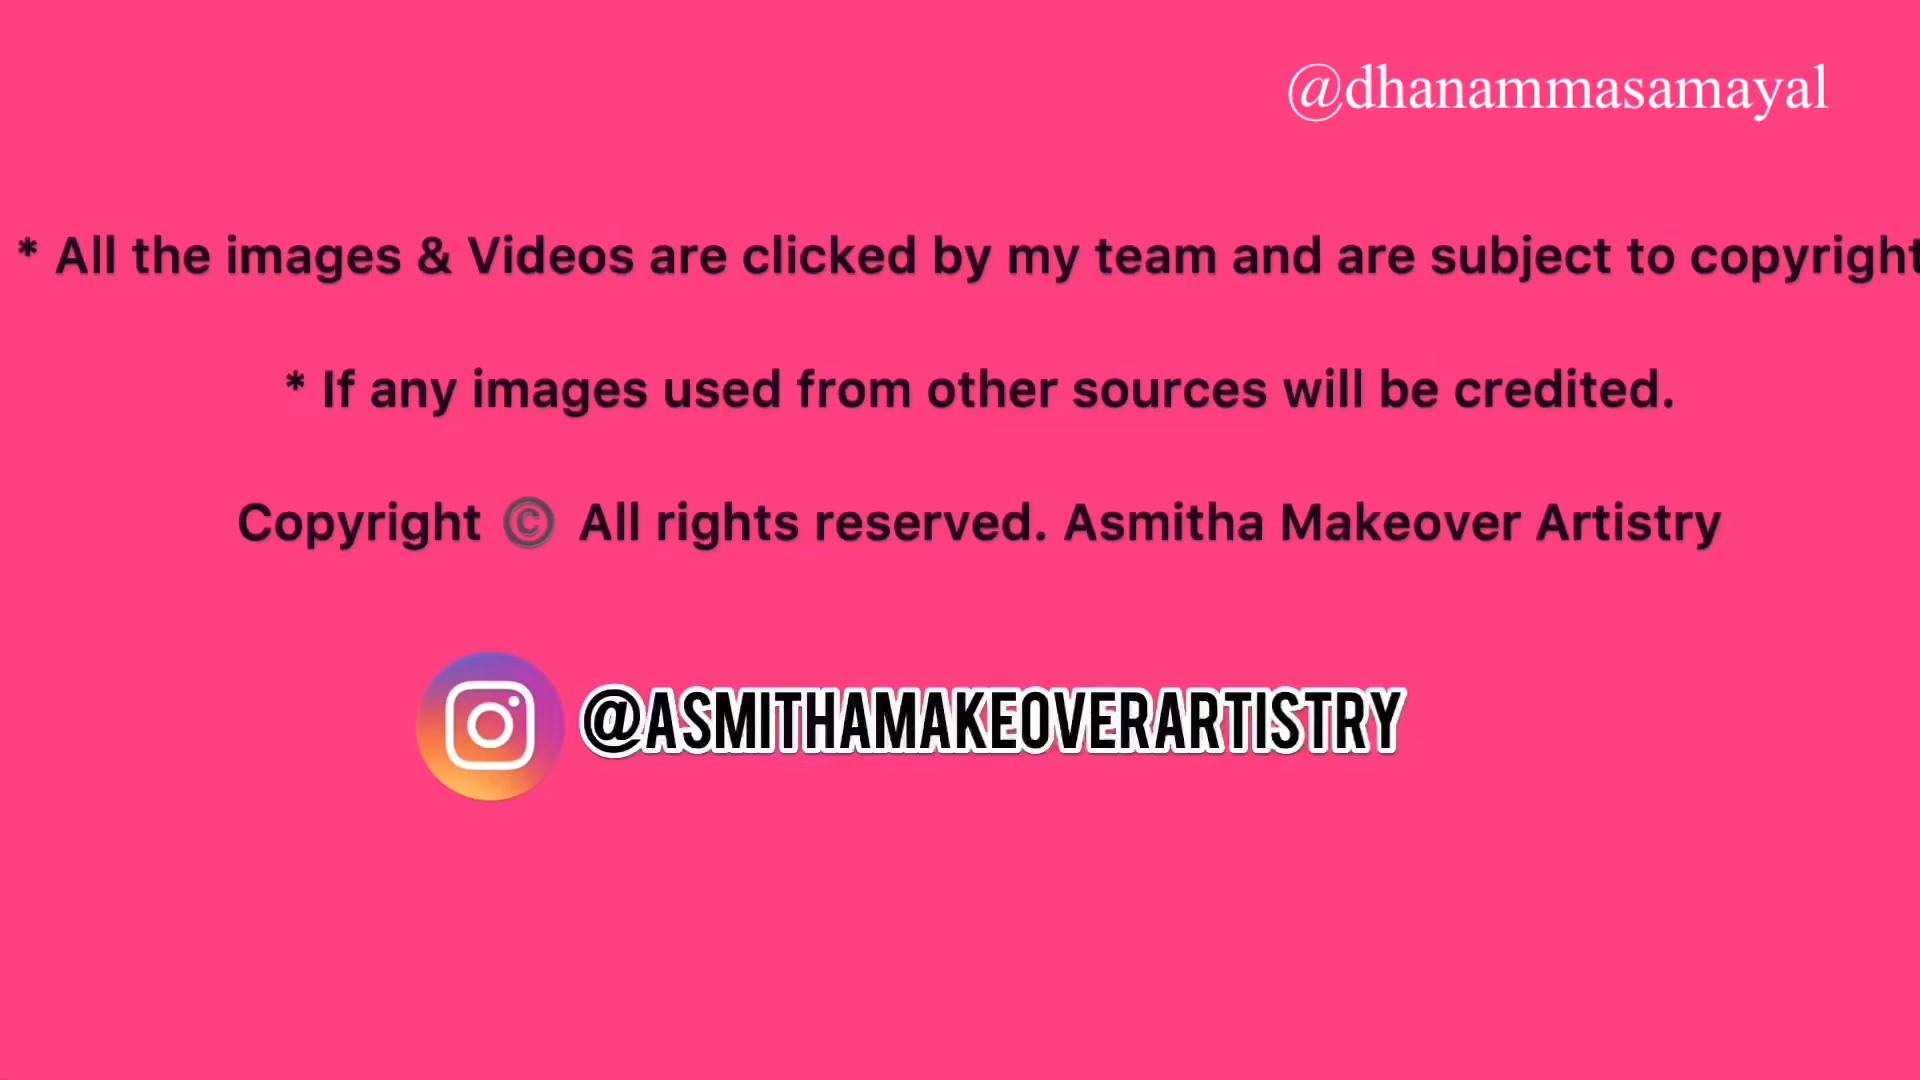 @dhanammasamayal
* All the images & Videos are clicked by my team and are subject to copyright
* If any images used from other sources will be credited.
Copyright © All rights reserved. Asmitha Makeover Artistry
@ASMITHAMAKEOVERARTISTRY